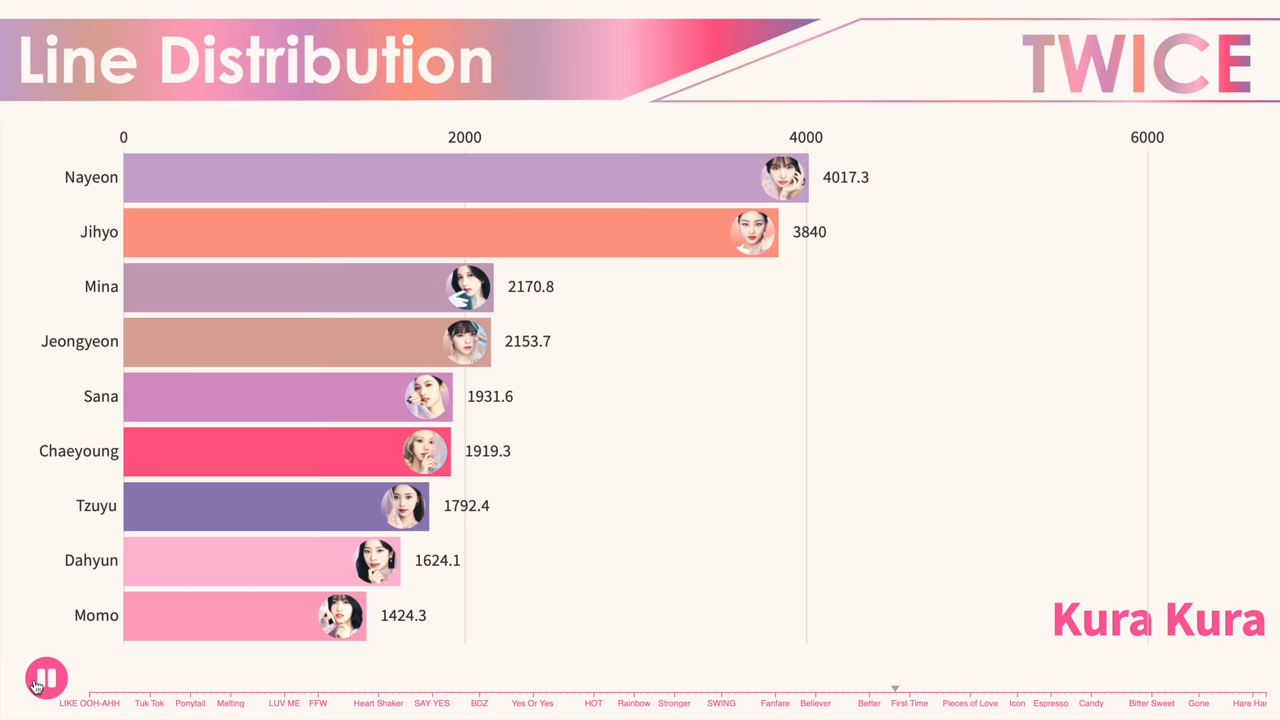 Line Distribution
TWICE
0 2000 4000 6000
Nayeon 4017.3
Jihyo 3840
Mina 2170.8
Jeongyeon 2153.7
Sana 1931.6
Chaeyoung 1919.3
Tzuyu 1792.4
Dahyun 1624.1
Momo 1424.3
Kura Kura
LIKE OOH-AHH Tuk Tok Ponytail Melting LUV ME FFW Heart Shaker SAY YES BDZ Yes Or Yes HOT Rainbow Stronger SWING Fanfare Believer Better First Time Pieces of Love Icon Espresso Candy Bitter Sweet Gone Hare Har